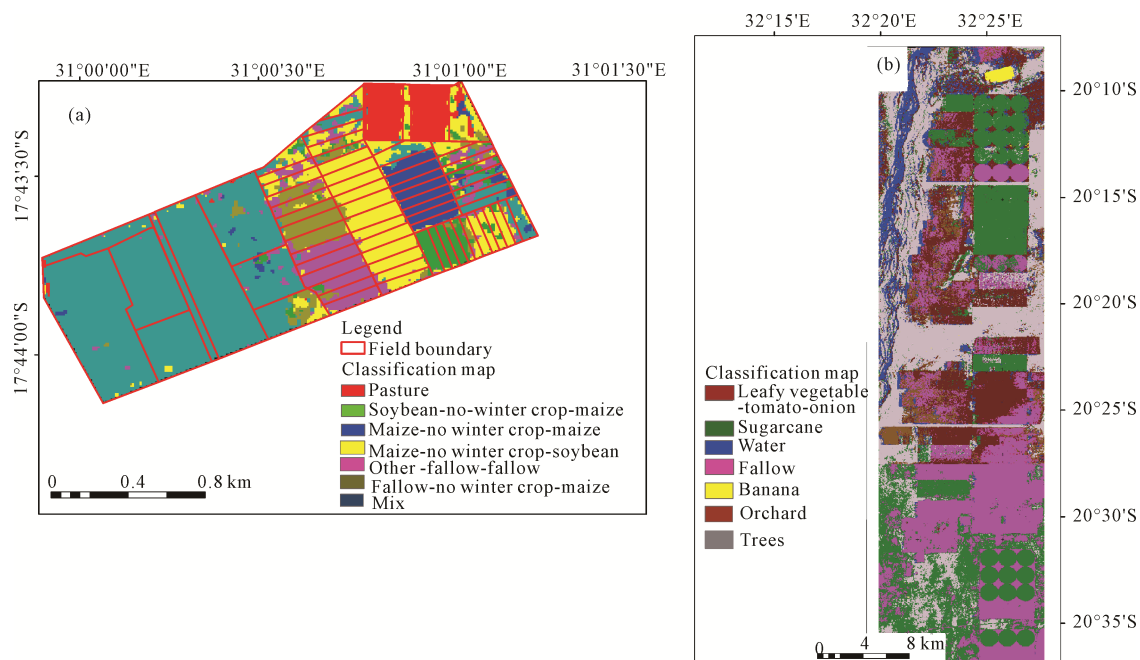 (a)
31°00'00"E
31°00'30"E
31°01'00"E
31°01'30"E
17°43'30"S
17°44'00"S
Legend
Field boundary
Classification map
Pasture
Soybean-no-winter crop-maize
Maize-no winter crop-maize
Maize-no winter crop-soybean
Other -fallow-fallow
Fallow-no winter crop-maize
Mix
0 0.4 0.8 km
(b)
32°15'E
32°20'E
32°25'E
20°10'S
20°15'S
20°20'S
20°25'S
20°30'S
20°35'S
Classification map
Leafy vegetable
-tomato-onion
Sugarcane
Water
Fallow
Banana
Orchard
Trees
0 4 8 km